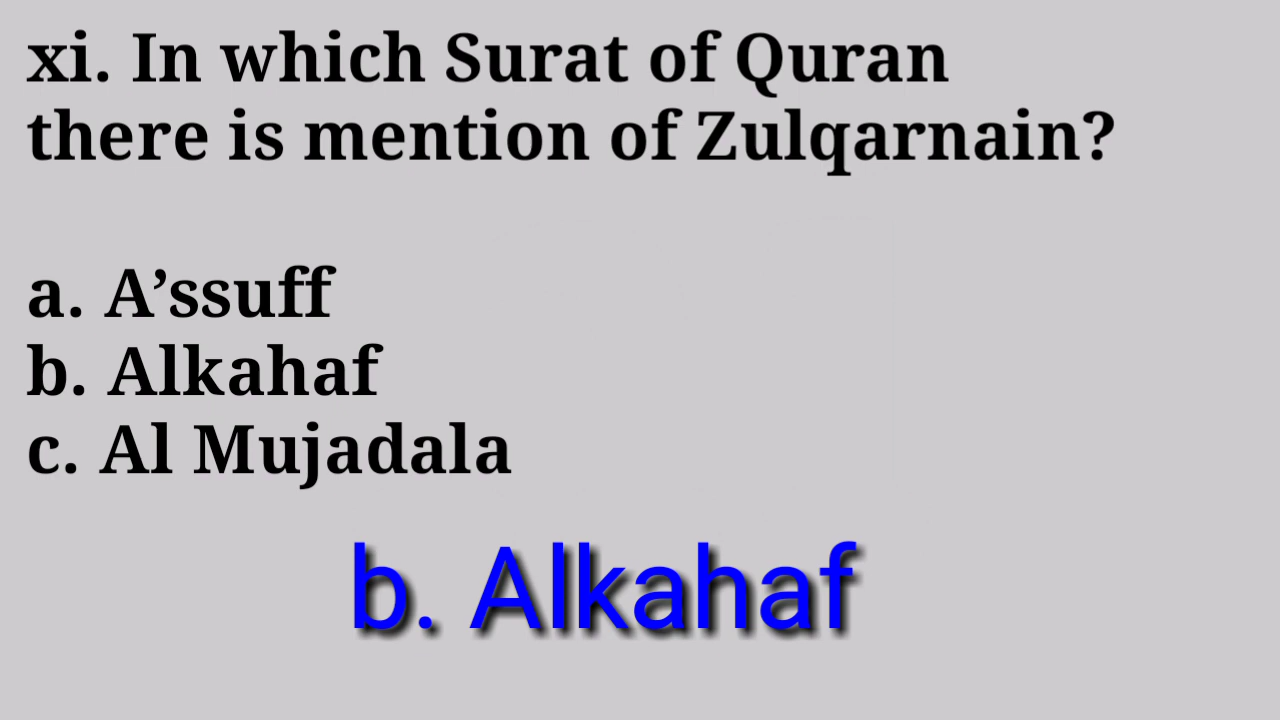 xi. In which Surat of Quran
there is mention of Zulqarnain?
a. A’ssuff
b. Alkahaf
c. Al Mujadala
b. Alkahaf